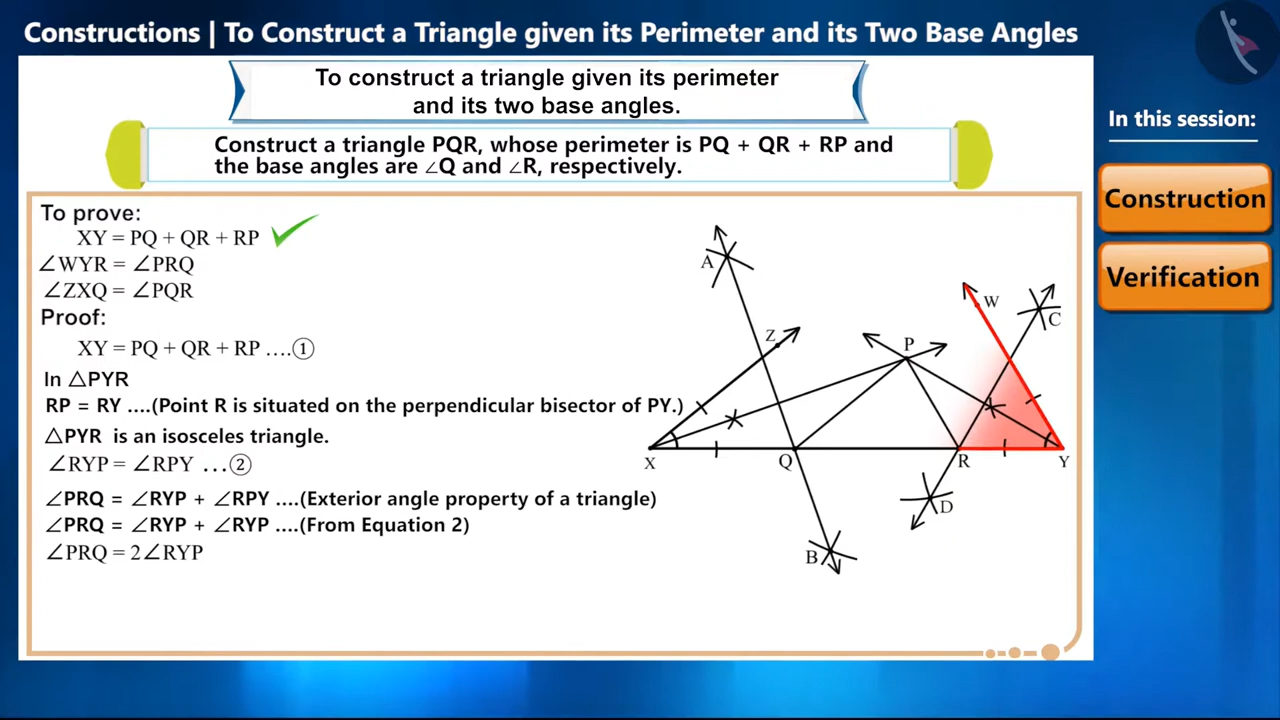 Constructions | To Construct a Triangle given its Perimeter and its Two Base Angles
To construct a triangle given its perimeter
and its two base angles.
Construct a triangle PQR, whose perimeter is PQ + QR + RP and
the base angles are ∠Q and ∠R, respectively.
To prove:
XY = PQ + QR + RP
∠WYR = ∠PRQ
∠ZXQ = ∠PQR
Proof:
XY = PQ + QR + RP ....①
In △PYR
RP = RY ....(Point R is situated on the perpendicular bisector of PY.)
△PYR is an isosceles triangle.
∠RYP = ∠RPY ...②
∠PRQ = ∠RYP + ∠RPY ....(Exterior angle property of a triangle)
∠PRQ = ∠RYP + ∠RYP ....(From Equation 2)
∠PRQ = 2∠RYP
A
W
C
Z
P
X
Q
R
Y
D
B
In this session:
Construction
Verification